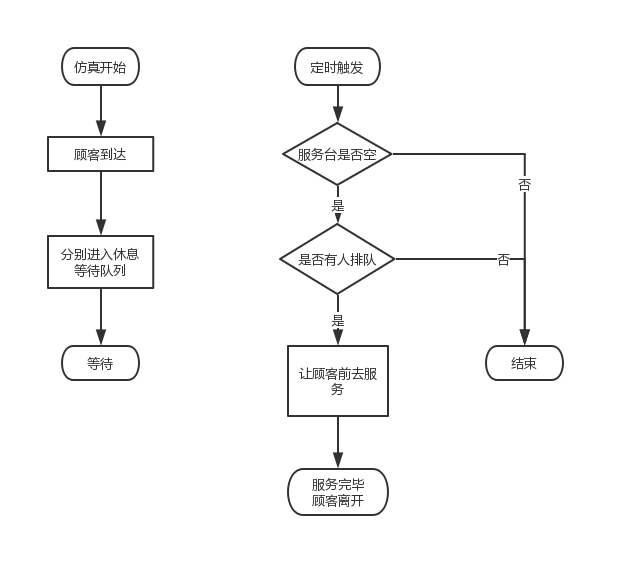 仿真开始
顾客到达
分别进入休息
等待队列
等待
定时触发
服务台是否空
否
是
是否有人排队
否
是
让顾客前去服
务
结束
服务完毕
顾客离开